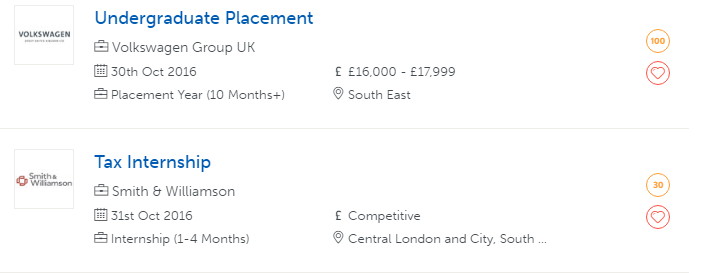 VOLKSWAGEN
Undergraduate Placement
Volkswagen Group UK
100
30th Oct 2016
£ £16,000 - £17,999
Placement Year (10 Months+)
South East
Smith &
Williamson
Tax Internship
Smith & Williamson
30
31st Oct 2016
£ Competitive
Internship (1-4 Months)
Central London and City, South ...